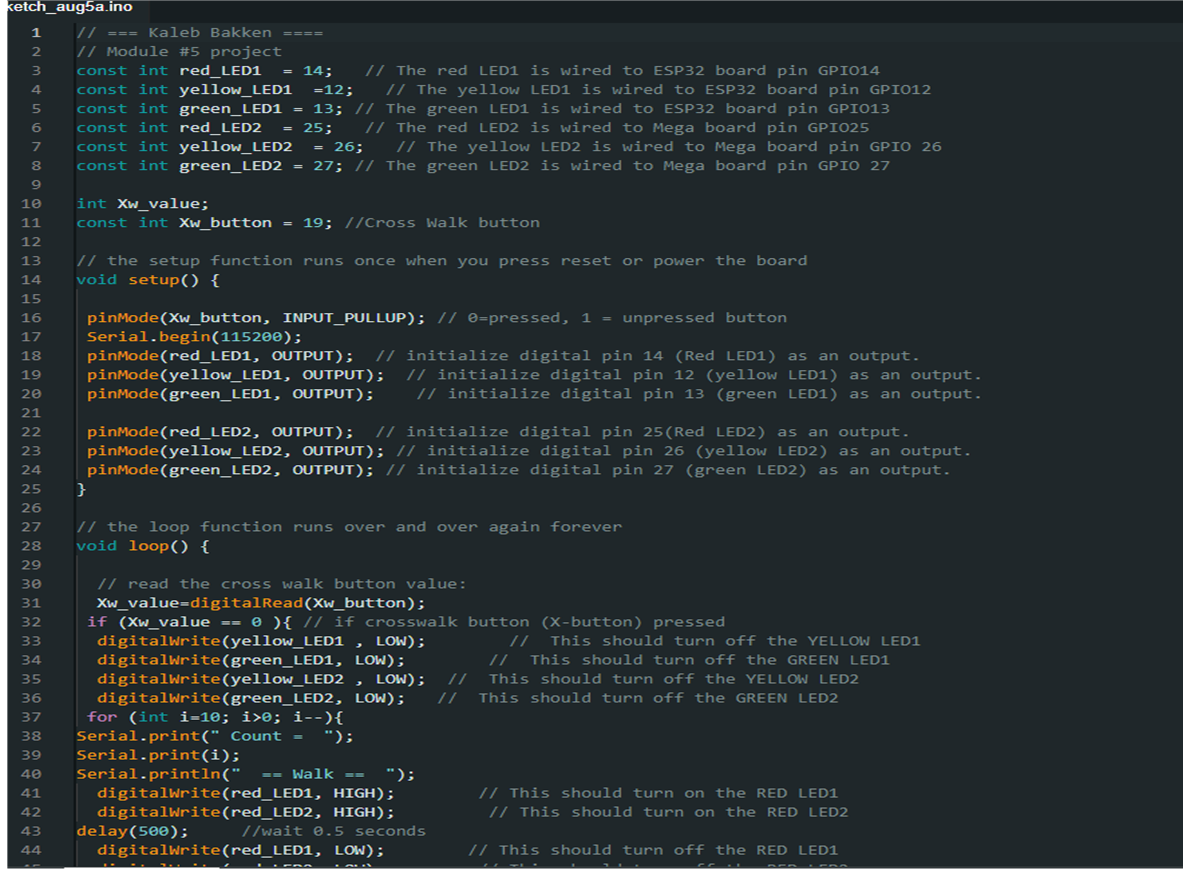 ketch_aug5a.ino
1 // === Kaleb Bakken ====
2 // Module #5 project
3 const int red_LED1  = 14;   // The red LED1 is wired to ESP32 board pin GPIO14
4 const int yellow_LED1  =12;   // The yellow LED1 is wired to ESP32 board pin GPIO12
5 const int green_LED1 = 13; // The green LED1 is wired to ESP32 board pin GPIO13
6 const int red_LED2  = 25;   // The red LED2 is wired to Mega board pin GPIO25
7 const int yellow_LED2  = 26;   // The yellow LED2 is wired to Mega board pin GPIO 26
8 const int green_LED2 = 27; // The green LED2 is wired to Mega board pin GPIO 27
9
10 int Xw_value;
11 const int Xw_button = 19; //Cross Walk button
12
13 // the setup function runs once when you press reset or power the board
14 void setup() {
15
16  pinMode(Xw_button, INPUT_PULLUP); // 0=pressed, 1 = unpressed button
17  Serial.begin(115200);
18  pinMode(red_LED1, OUTPUT);  // initialize digital pin 14 (Red LED1) as an output.
19  pinMode(yellow_LED1, OUTPUT);  // initialize digital pin 12 (yellow LED1) as an output.
20  pinMode(green_LED1, OUTPUT);    // initialize digital pin 13 (green LED1) as an output.
21
22  pinMode(red_LED2, OUTPUT);  // initialize digital pin 25(Red LED2) as an output.
23  pinMode(yellow_LED2, OUTPUT); // initialize digital pin 26 (yellow LED2) as an output.
24  pinMode(green_LED2, OUTPUT); // initialize digital pin 27 (green LED2) as an output.
25 }
26
27 // the loop function runs over and over again forever
28 void loop() {
29
30   // read the cross walk button value:
31   Xw_value=digitalRead(Xw_button);
32  if (Xw_value == 0 ){ // if crosswalk button (X-button) pressed
33   digitalWrite(yellow_LED1 , LOW);        //  This should turn off the YELLOW LED1
34   digitalWrite(green_LED1, LOW);        //  This should turn off the GREEN LED1
35   digitalWrite(yellow_LED2 , LOW);  //  This should turn off the YELLOW LED2
36   digitalWrite(green_LED2, LOW);   //  This should turn off the GREEN LED2
37  for (int i=10; i>0; i--){
38 Serial.print(" Count =  ");
39 Serial.print(i);
40 Serial.println("  == Walk ==  ");
41   digitalWrite(red_LED1, HIGH);        // This should turn on the RED LED1
42   digitalWrite(red_LED2, HIGH);         // This should turn on the RED LED2
43 delay(500);     //wait 0.5 seconds
44   digitalWrite(red_LED1, LOW);        // This should turn off the RED LED1